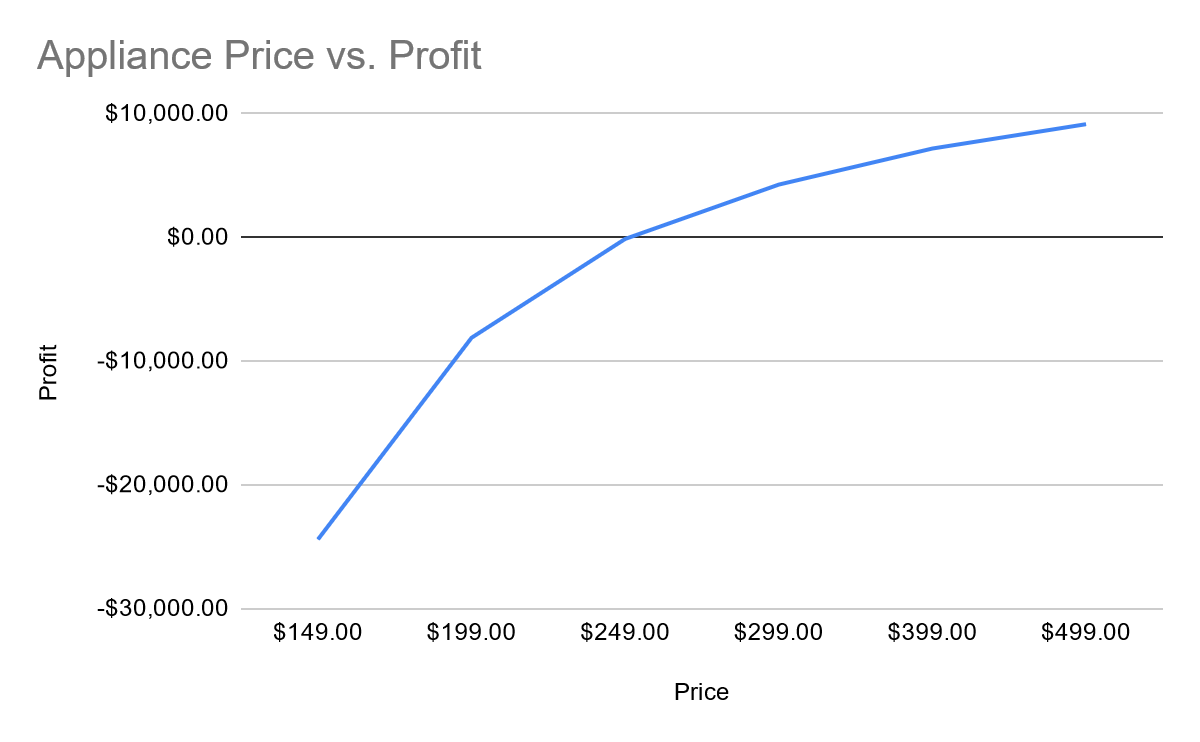 Appliance Price vs. Profit
$10,000.00
$0.00
-$10,000.00
-$20,000.00
-$30,000.00
Profit
$149.00 $199.00 $249.00 $299.00 $399.00 $499.00
Price